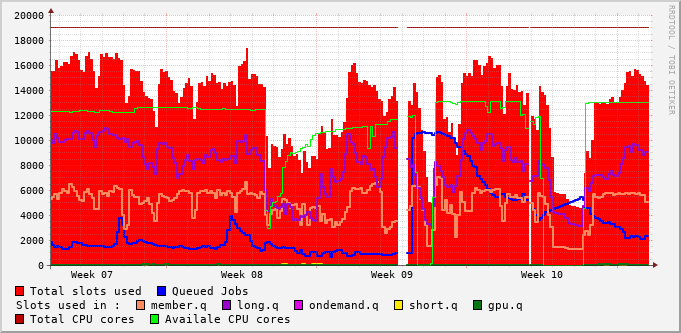 20000
18000
16000
14000
12000
10000
8000
6000
4000
2000
0
Week 07 Week 08 Week 09 Week 10
RRDTOOL / TOBI OETIKER
Total slots used Queued Jobs
Slots used in : member.q long.q ondemand.q short.q gpu.q
Total CPU cores Availale CPU cores